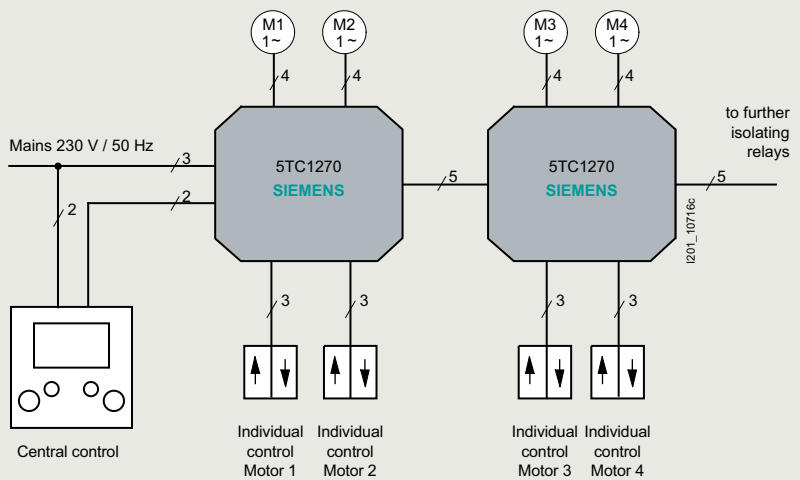 M1
1~
M2
1~
M3
1~
M4
1~
4
4
4
4
to further
isolating
relays
Mains 230 V / 50 Hz
3
5TC1270
SIEMENS
5
5TC1270
SIEMENS
5
2
2
I201_10716c
3
3
3
3
Central control
Individual
control
Motor 1
Individual
control
Motor 2
Individual
control
Motor 3
Individual
control
Motor 4